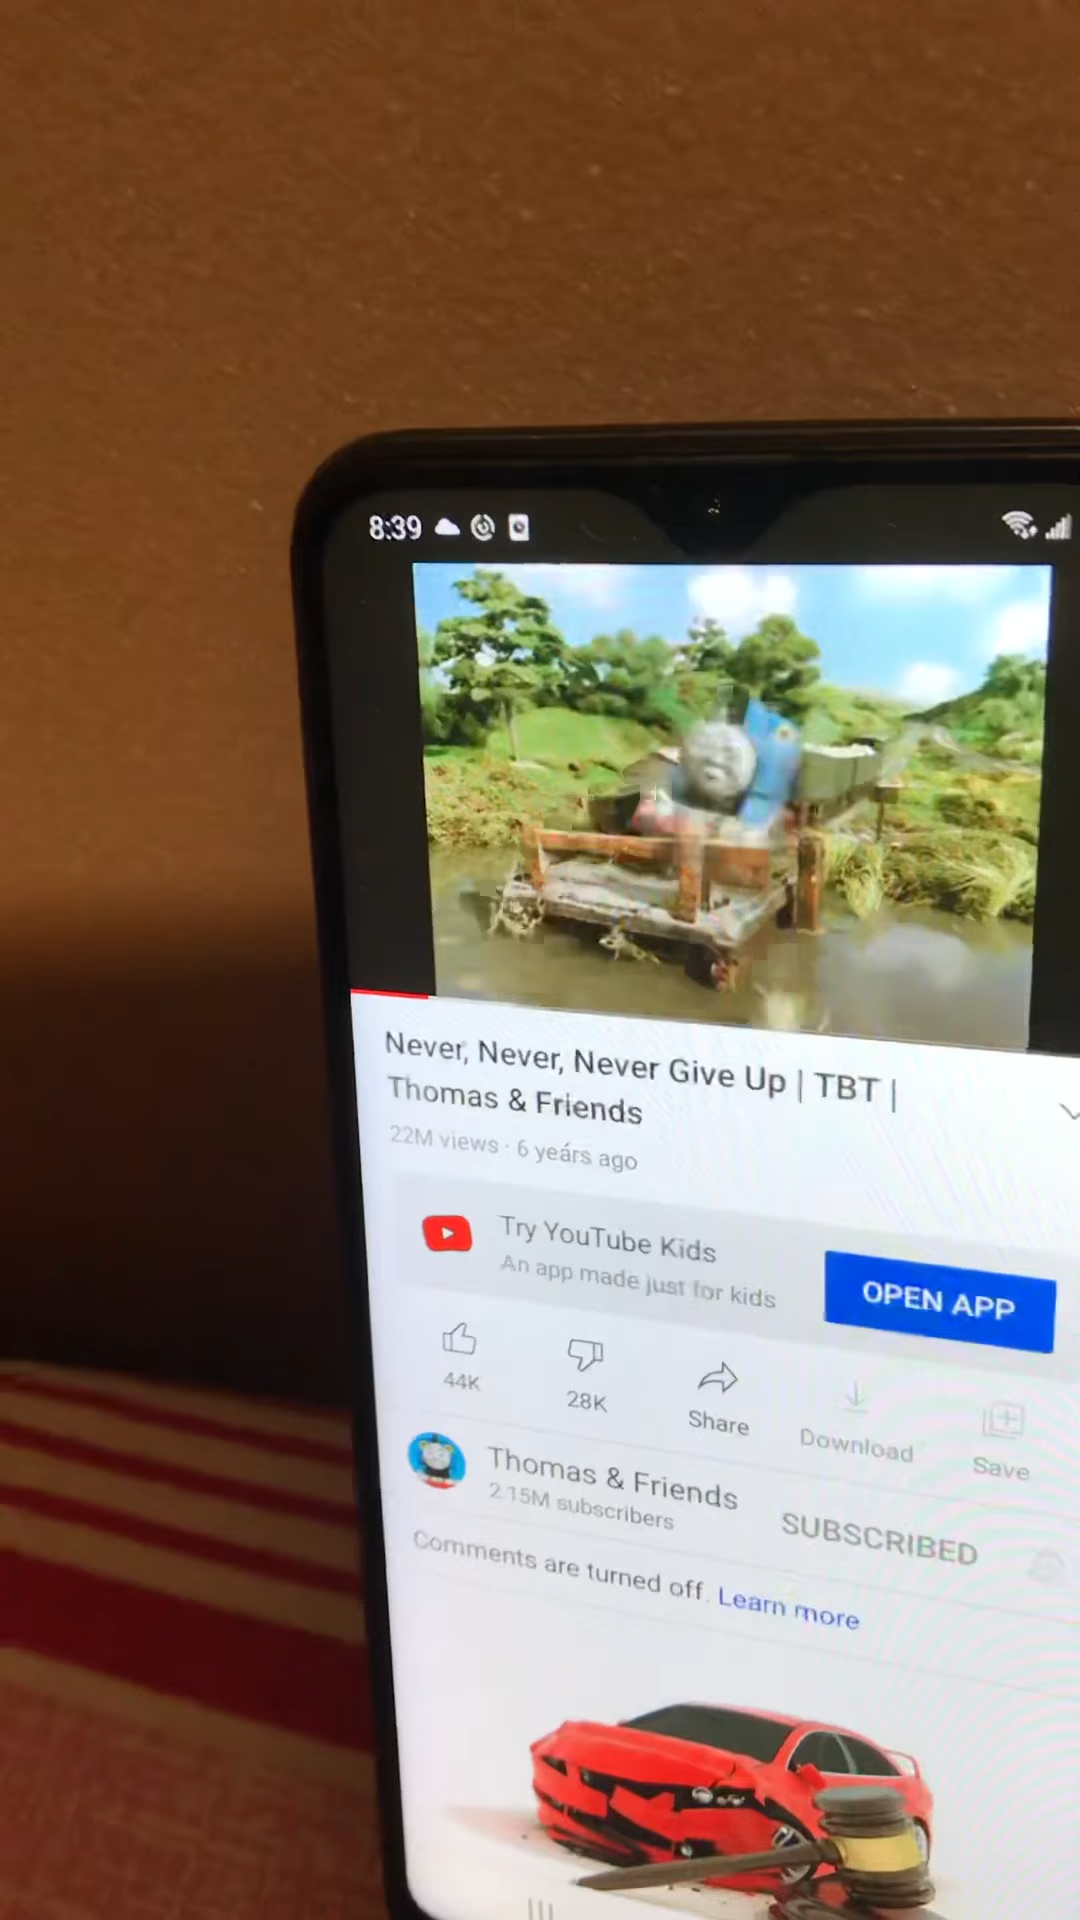 8:39
Never, Never, Never Give Up | TBT |
Thomas & Friends
22M views · 6 years ago
Try YouTube Kids
An app made just for kids
OPEN APP
44K
28K
Share
Download
Save
Thomas & Friends
2.15M subscribers
SUBSCRIBED
Comments are turned off. Learn more